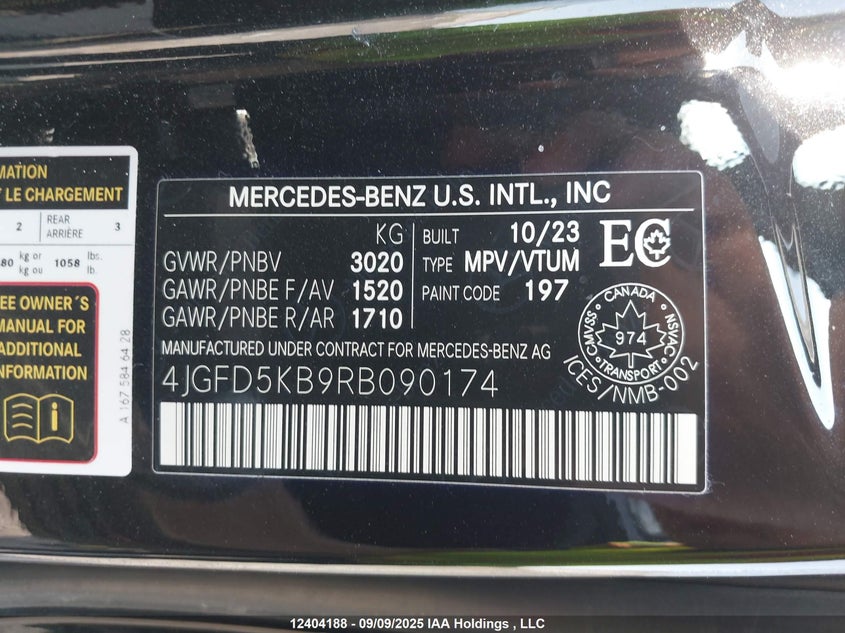 MATION
T LE CHARGEMENT
2
REAR
ARRIÈRE
3
80 kg or
kg ou
1058 lbs.
lb.
EE OWNER´S
MANUAL FOR
ADDITIONAL
INFORMATION
A 167 584 64 28
MERCEDES-BENZ U.S. INTL., INC
KG
GVWR/PNBV 3020
GAWR/PNBE F/AV 1520
GAWR/PNBE R/AR 1710
BUILT 10/23
TYPE MPV/VTUM
PAINT CODE 197
EC
MANUFACTURED UNDER CONTRACT FOR MERCEDES-BENZ AG
4JGFD5KB9RB090174
CANADA
CMVSS
974
NSVAC
TRANSPORT
ICES/NMB-002
12404188 - 09/09/2025 IAA Holdings , LLC